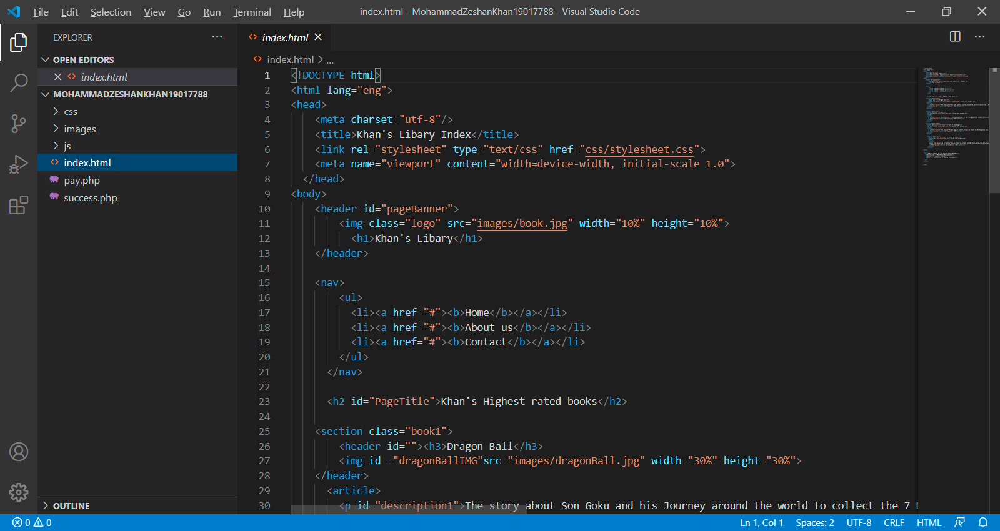 File Edit Selection View Go Run Terminal Help
index.html - MohammadZeshanKhan19017788 - Visual Studio Code
EXPLORER
OPEN EDITORS
index.html
MOHAMMADZESHANKHAN19017788
css
images
js
index.html
pay.php
success.php
OUTLINE
index.html
index.html > ...
1 <!DOCTYPE html>
2 <html lang="eng">
3 <head>
4 <meta charset="utf-8"/>
5 <title>Khan's Libary Index</title>
6 <link rel="stylesheet" type="text/css" href="css/stylesheet.css">
7 <meta name="viewport" content="width=device-width, initial-scale 1.0">
8 </head>
9 <body>
10 <header id="pageBanner">
11 <img class="logo" src="images/book.jpg" width="10%" height="10%">
12 <h1>Khan's Libary</h1>
13 </header>
14
15 <nav>
16 <ul>
17 <li><a href="#"><b>Home</b></a></li>
18 <li><a href="#"><b>About us</b></a></li>
19 <li><a href="#"><b>Contact</b></a></li>
20 </ul>
21 </nav>
22
23 <h2 id="PageTitle">Khan's Highest rated books</h2>
24
25 <section class="book1">
26 <header id=""><h3>Dragon Ball</h3>
27 <img id ="dragonBallIMG"src="images/dragonBall.jpg" width="30%" height="30%">
28 </header>
29 <article>
30 <p id="description1">The story about Son Goku and his Journey around the world to collect the 7
0 0
Ln 1, Col 1 Spaces: 2 UTF-8 CRLF HTML